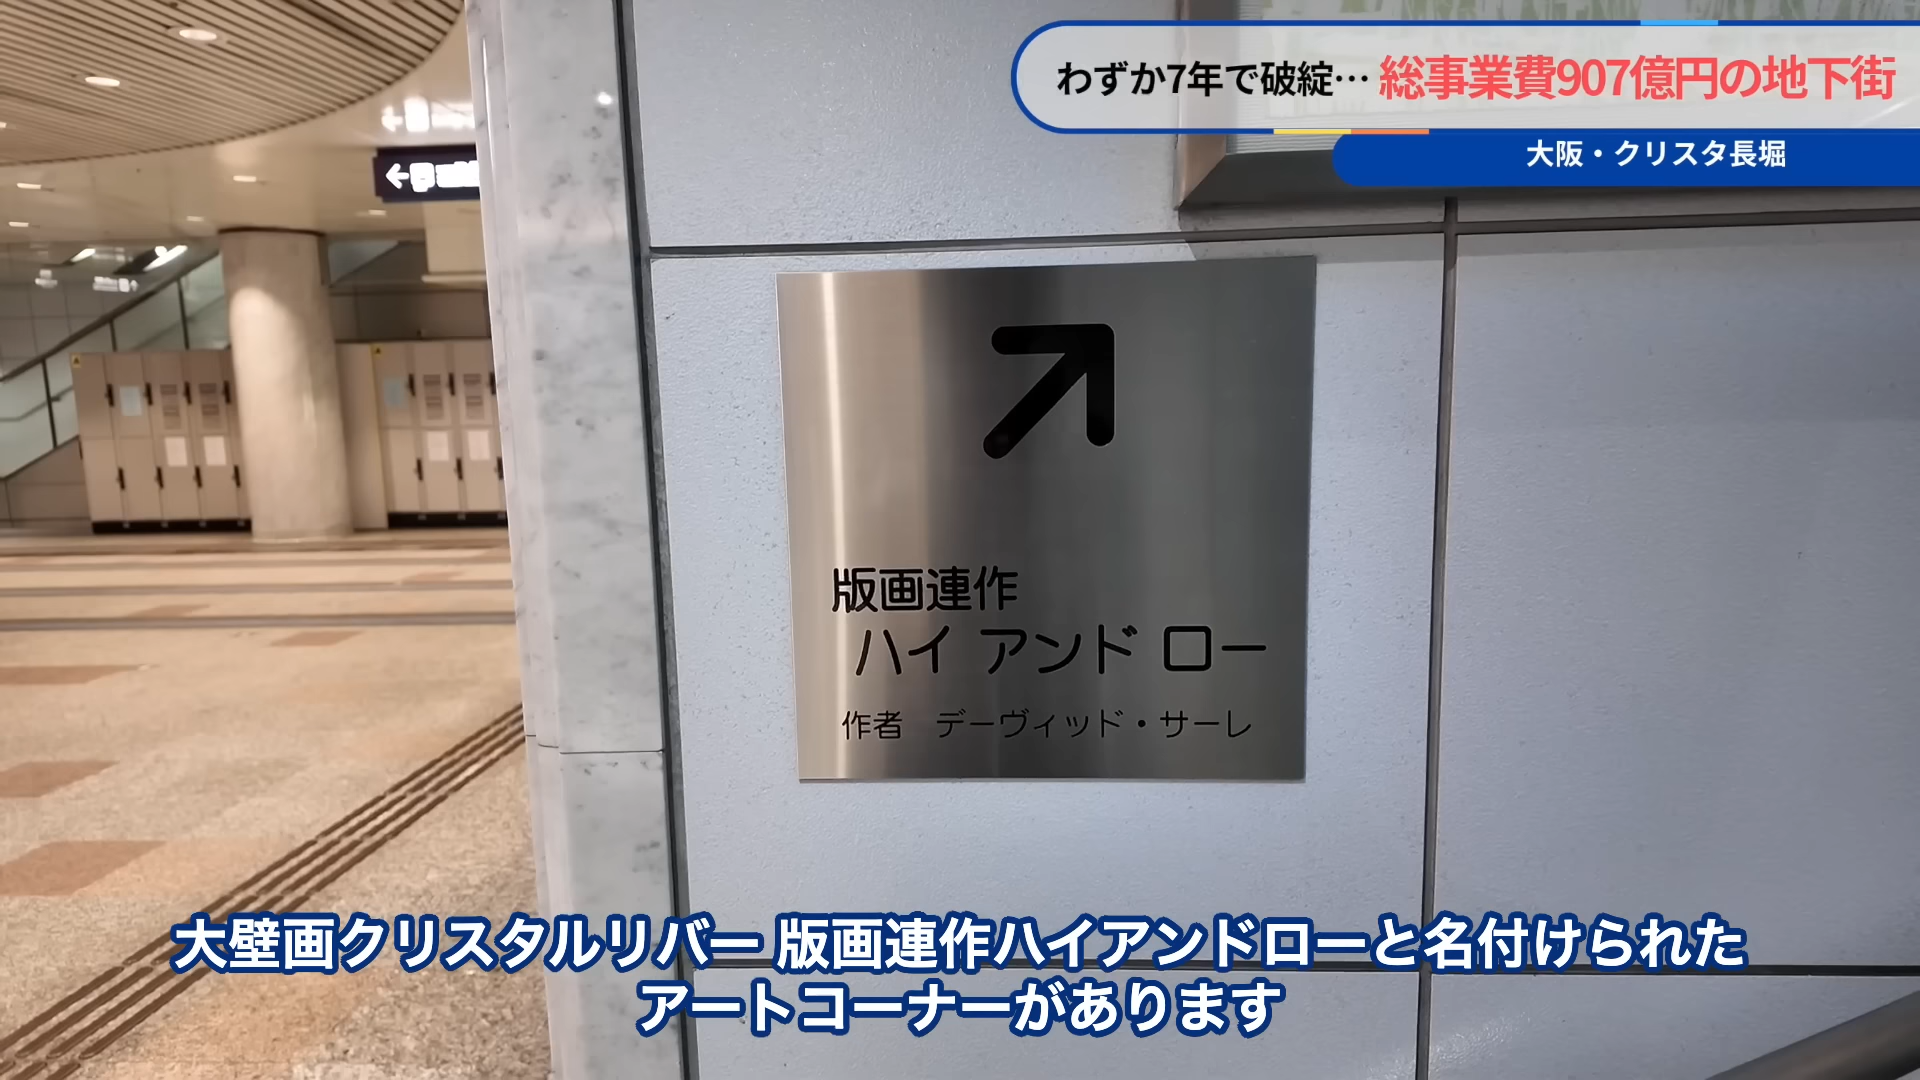 わずか7年で破綻… 総事業費907億円の地下街
大阪・クリスタ長堀
版画連作
ハイ アンド ロー
作者 デーヴィッド・サーレ
大壁画クリスタルリバー 版画連作ハイアンドローと名付けられた
アートコーナーがあります